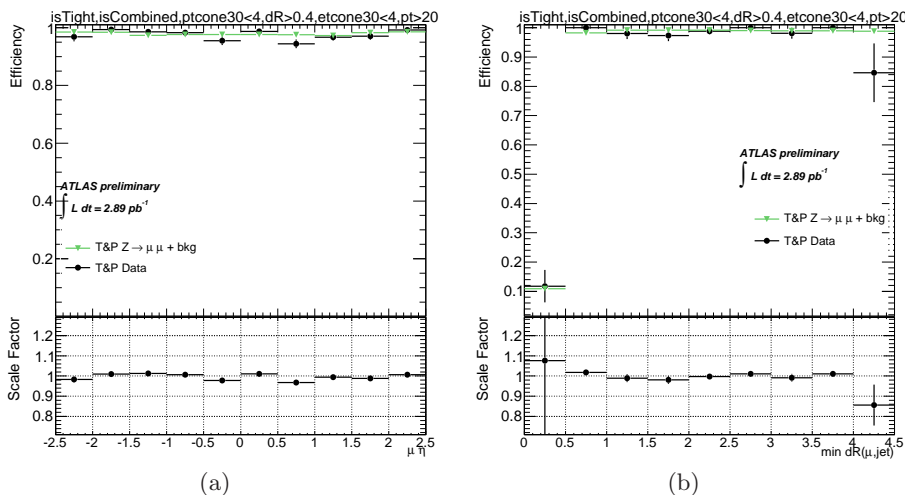 isTight,isCombined,ptcone30<4,dR>0.4,etcone30<4,pt>20
Efficiency
1
0.8
0.6
0.4
0.2
ATLAS preliminary
∫ L dt = 2.89 pb⁻¹
T&P Z → μ μ + bkg
T&P Data
Scale Factor
1.2
1.1
1
0.9
0.8
-2.5 -2 -1.5 -1 -0.5 0 0.5 1 1.5 2 2.5
μ η
(a)
isTight,isCombined,ptcone30<4,dR>0.4,etcone30<4,pt>20
Efficiency
1
0.9
0.8
0.7
0.6
0.5
0.4
0.3
0.2
0.1
ATLAS preliminary
∫ L dt = 2.89 pb⁻¹
T&P Z → μ μ + bkg
T&P Data
Scale Factor
1.2
1.1
1
0.9
0.8
0 0.5 1 1.5 2 2.5 3 3.5 4 4.5
min dR(μ,jet)
(b)